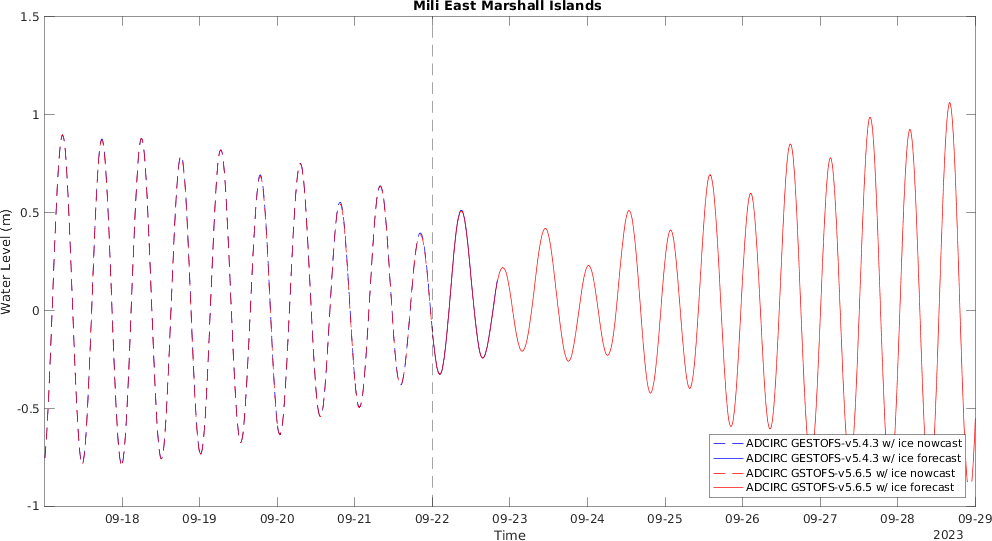 Mili East Marshall Islands
1.5
1
0.5
0
-0.5
-1
Water Level (m)
ADCIRC GESTOFS-v5.4.3 w/ ice nowcast
ADCIRC GESTOFS-v5.4.3 w/ ice forecast
ADCIRC GSTOFS-v5.6.5 w/ ice nowcast
ADCIRC GSTOFS-v5.6.5 w/ ice forecast
09-18 09-19 09-20 09-21 09-22 09-23 09-24 09-25 09-26 09-27 09-28 09-29
Time
2023